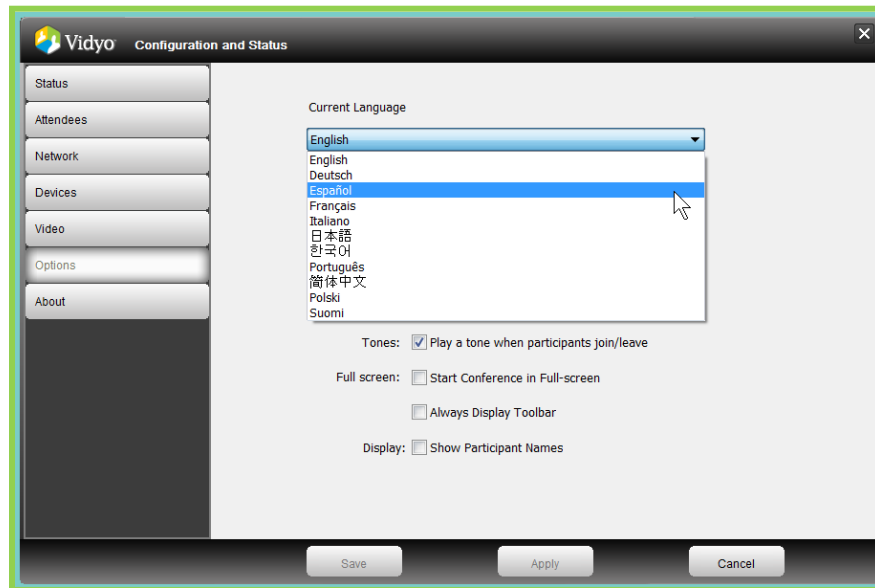 Vidyo Configuration and Status
Status
Attendees
Network
Devices
Video
Options
About
Current Language
English
English
Deutsch
Español
Français
Italiano
日本語
한국어
Português
简体中文
Polski
Suomi
Tones: Play a tone when participants join/leave
Full screen: Start Conference in Full-screen
Always Display Toolbar
Display: Show Participant Names
Save Apply Cancel